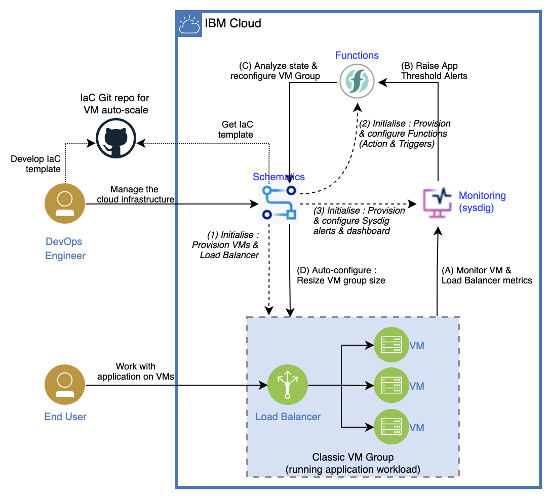 IBM Cloud
(C) Analyze state &
reconfigure VM Group
Functions
(B) Raise App
Threshold Alerts
IaC Git repo for
VM auto-scale
Get IaC
template
(2) Initialise : Provision
& configure Functions
(Action & Triggers)
Develop IaC
template
Schematics
Manage the
cloud infrastructure
(3) Initialise : Provision
& configure Sysdig
alerts & dashboard
Monitoring
(sysdig)
DevOps
Engineer
(1) Initialise :
Provision VMs &
Load Balancer
(D) Auto-configure :
Resize VM group size
(A) Monitor VM &
Load Balancer metrics
VM
Work with
application on VMs
VM
End User
Load Balancer
VM
Classic VM Group
(running application workload)